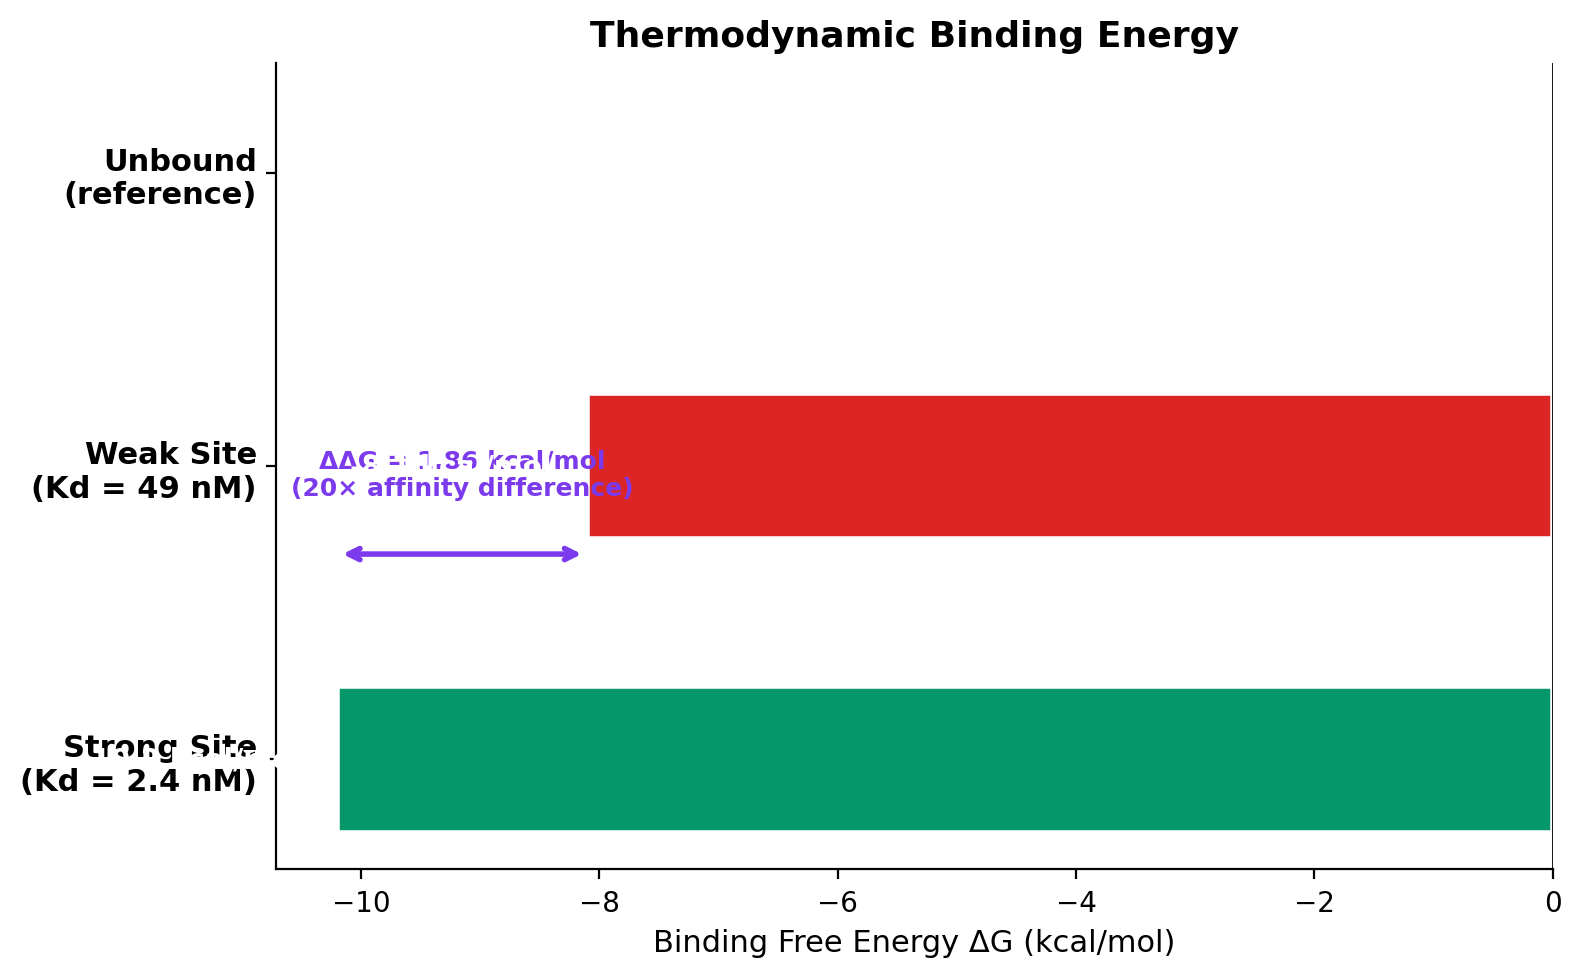 Thermodynamic Binding Energy
Unbound
(reference)
Weak Site
(Kd = 49 nM)
ΔΔG = 1.86 kcal/mol
(20× affinity difference)
Strong Site
(Kd = 2.4 nM)
−10
−8
−6
−4
−2
0
Binding Free Energy ΔG (kcal/mol)